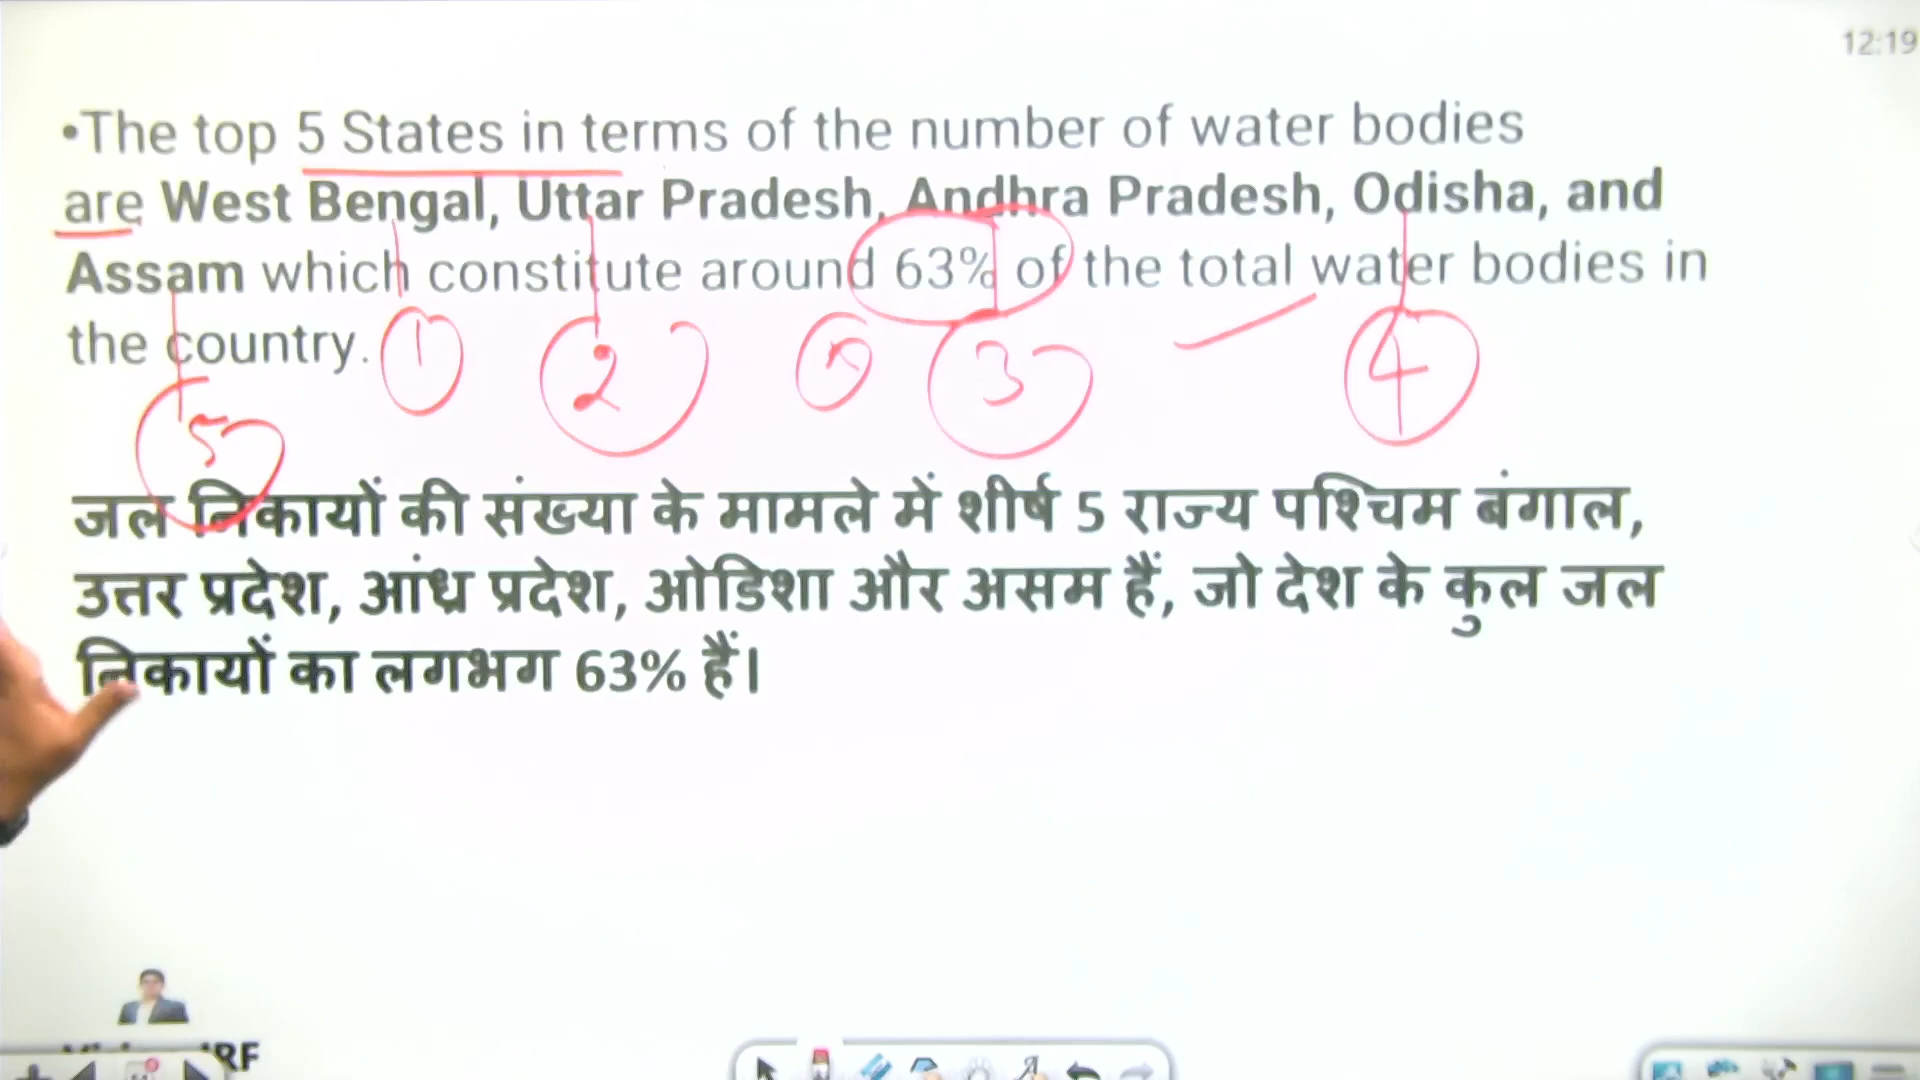 12:19
•The top 5 States in terms of the number of water bodies
are West Bengal, Uttar Pradesh, Andhra Pradesh, Odisha, and
Assam which constitute around 63% of the total water bodies in
the country.
1 2 3 4
5
जल निकायों की संख्या के मामले में शीर्ष 5 राज्य पश्चिम बंगाल,
उत्तर प्रदेश, आंध्र प्रदेश, ओडिशा और असम हैं, जो देश के कुल जल
निकायों का लगभग 63% हैं।